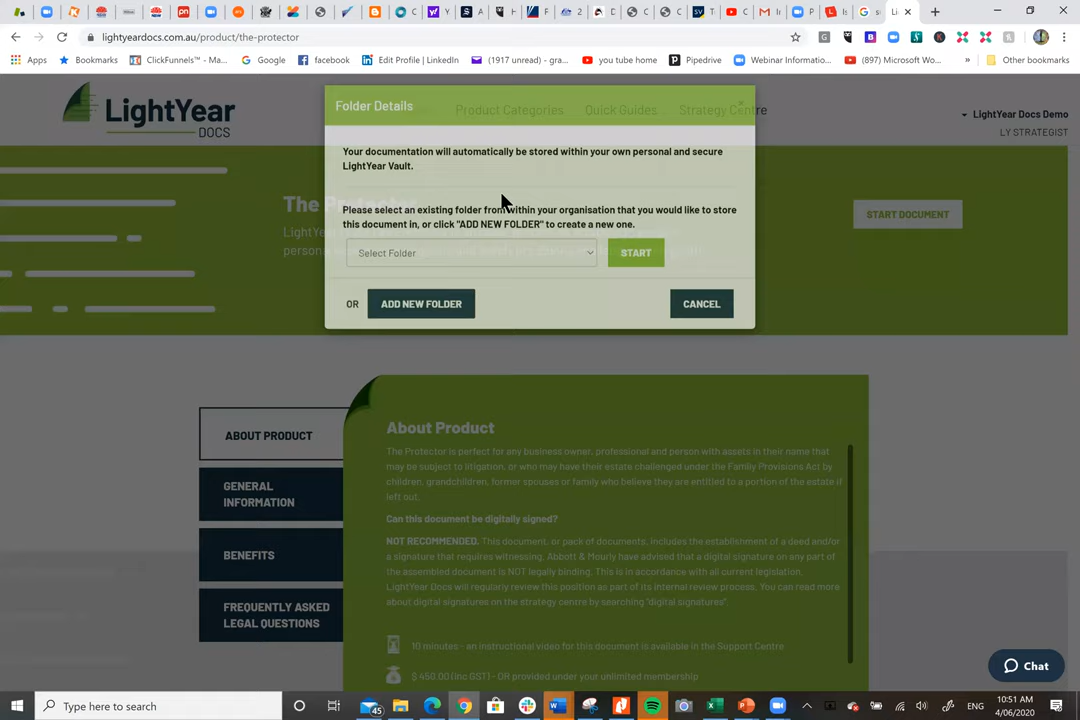 C
Y
S A
H
F
2
D
C
C
T
C
M I
P
Is
s
Li
lightyeardocs.com.au/product/the-protector
Apps
Bookmarks
ClickFunnels™ - Ma...
Google
facebook
Edit Profile | LinkedIn
(1917 unread) - gra...
you tube home
Pipedrive
Webinar Informatio...
(897) Microsoft Wo...
»
Other bookmarks
LightYear
DOCS
Product Categories
Quick Guides
Strategy Centre
LightYear Docs Demo
LY STRATEGIST
Folder Details
Your documentation will automatically be stored within your own personal and secure
LightYear Vault.
Please select an existing folder from within your organisation that you would like to store
this document in, or click "ADD NEW FOLDER" to create a new one.
Select Folder
START
OR
ADD NEW FOLDER
CANCEL
The Protector
START DOCUMENT
ABOUT PRODUCT
GENERAL
INFORMATION
BENEFITS
FREQUENTLY ASKED
LEGAL QUESTIONS
About Product
The Protector is perfect for any business owner, professional and person with assets in their name that
may be subject to litigation, or who may have their estate challenged under the Family Provisions Act by
children, grandchildren, former spouses or family who believe they are entitled to a portion of the estate if
left out.
Can this document be digitally signed?
NOT RECOMMENDED. This document, or pack of documents, includes the establishment of a deed and/or
a signature that requires witnessing. Abbott & Mourly have advised that a digital signature on any part of
the assembled document is NOT legally binding. This is in accordance with all current legislation.
LightYear Docs will regularly review this position as part of its internal review process. You can read more
about digital signatures on the strategy centre by searching "digital signatures".
10 minutes - an instructional video for this document is available in the Support Centre
$ 450.00 (inc GST) - OR provided under your unlimited membership
Chat
Type here to search
45
ENG
10:51 AM
4/06/2020